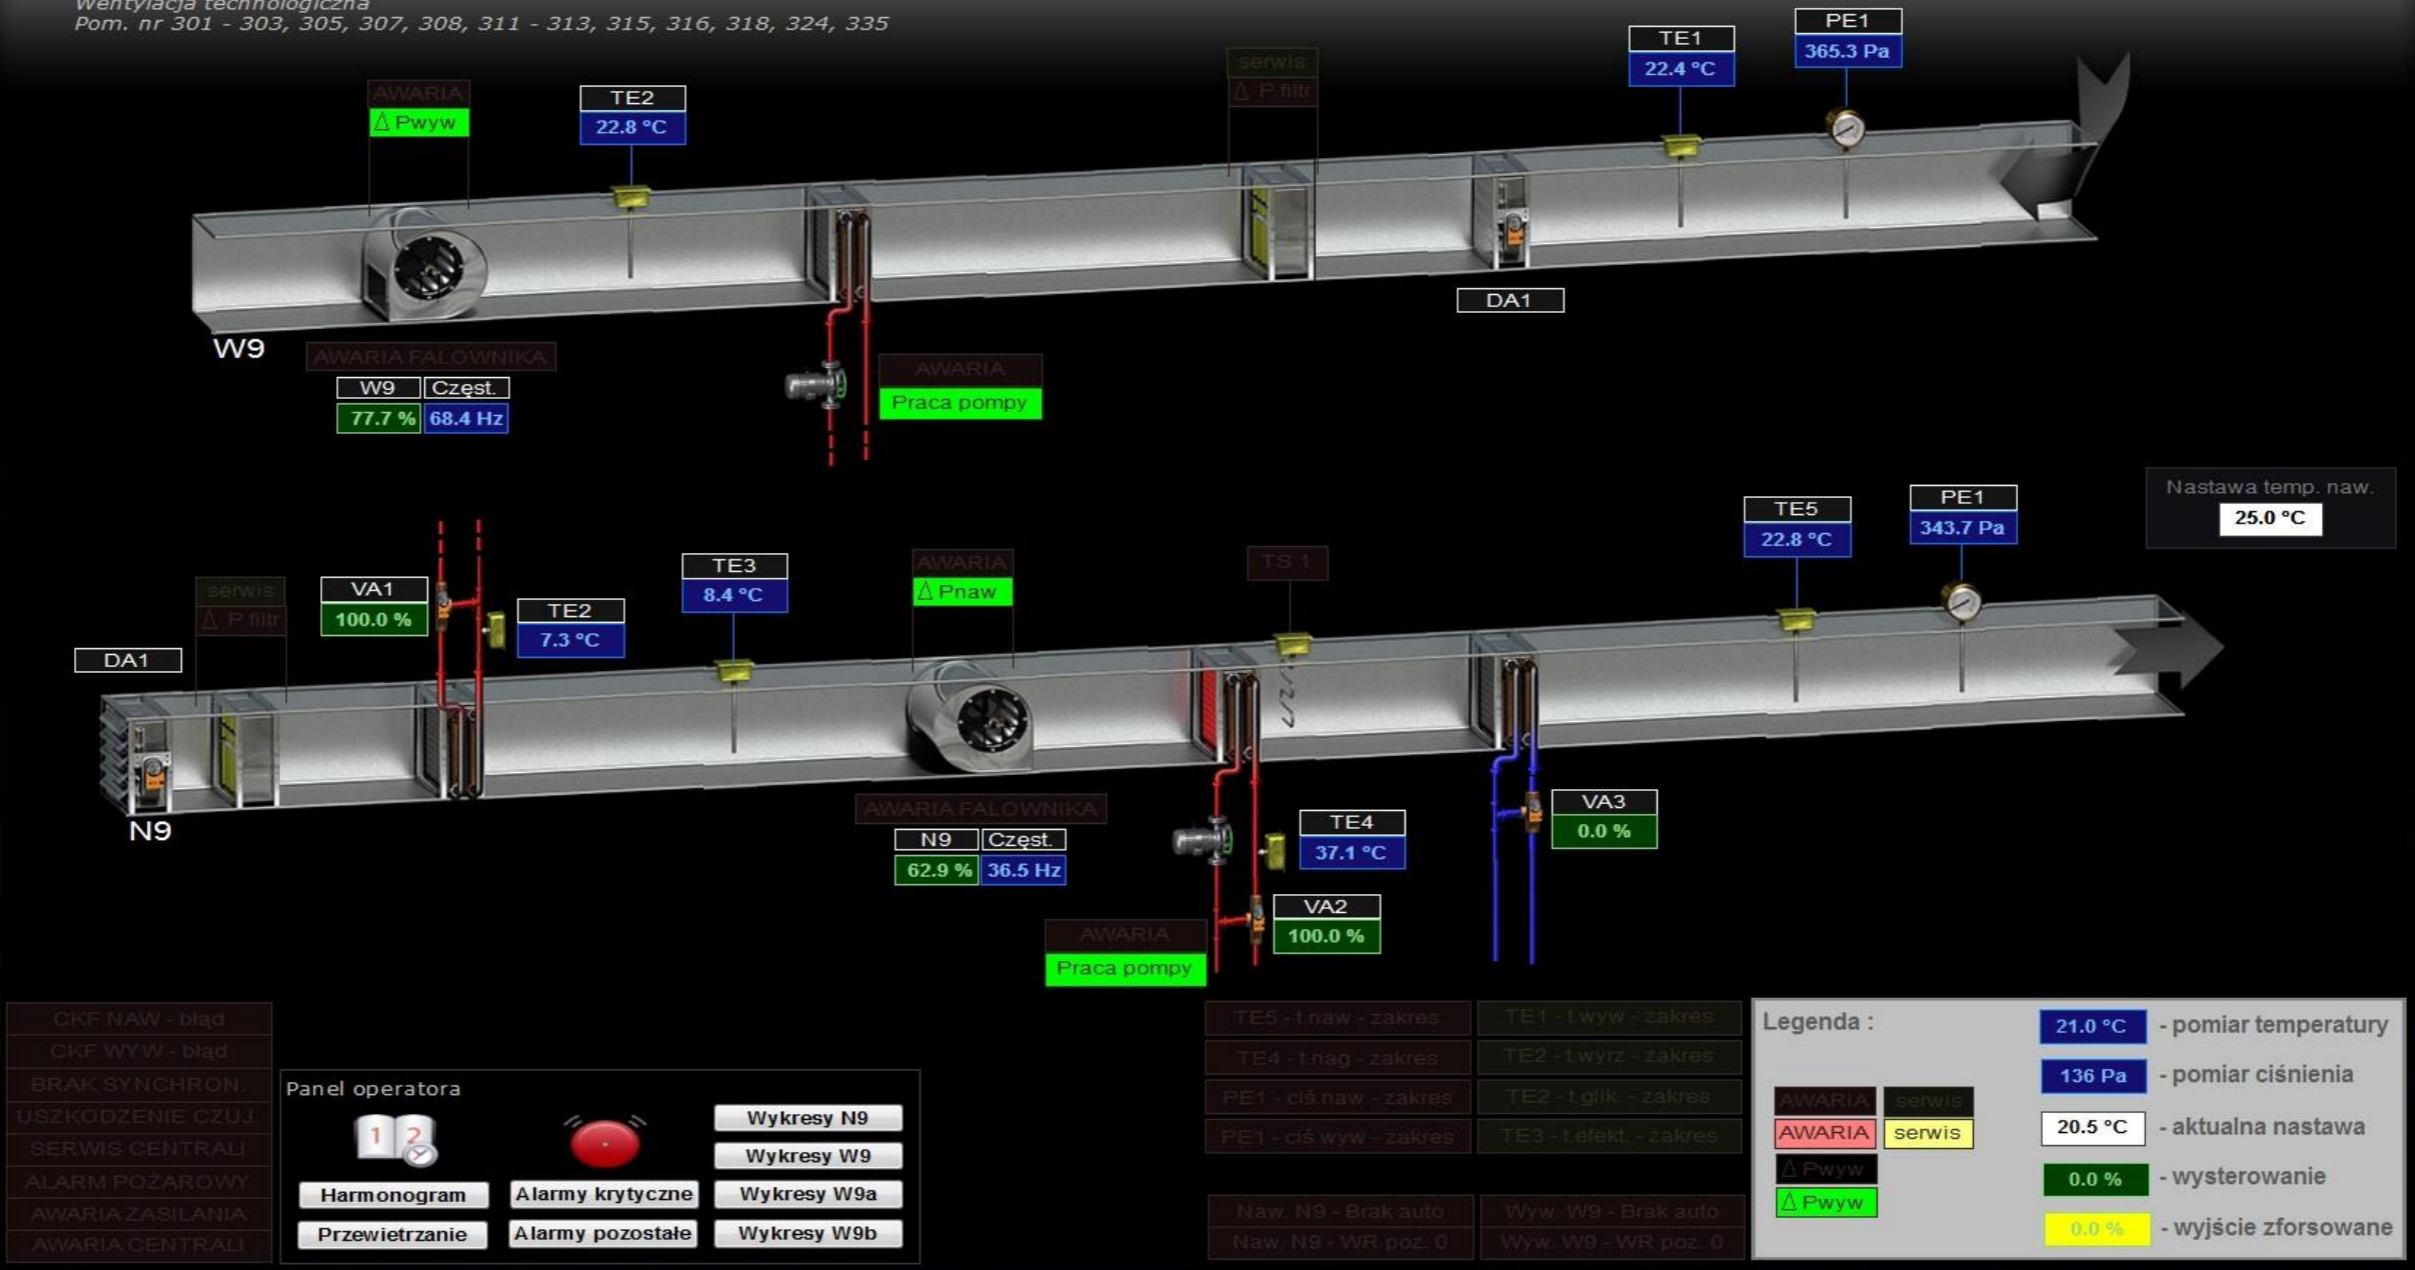 Wentylacja technologiczna
Pom. nr 301 - 303, 305, 307, 308, 311 - 313, 315, 316, 318, 324, 335
PE1
365.3 Pa
TE1
22.4 °C
serwis
Δ P filtr
AWARIA
Δ Pwyw
TE2
22.8 °C
DA1
W9
AWARIA FALOWNIKA
W9 Częst.
77.7 % 68.4 Hz
AWARIA
Praca pompy
Nastawa temp. naw.
25.0 °C
PE1
343.7 Pa
TE5
22.8 °C
TS 1
AWARIA
Δ Pnaw
TE3
8.4 °C
VA1
100.0 %
TE2
7.3 °C
serwis
Δ P filtr
DA1
N9
AWARIA FALOWNIKA
N9 Częst.
62.9 % 36.5 Hz
TE4
37.1 °C
VA3
0.0 %
VA2
100.0 %
AWARIA
Praca pompy
CKF NAW - błąd
CKF WYW - błąd
BRAK SYNCHRON.
USZKODZENIE CZUJ.
SERWIS CENTRALI
ALARM POŻAROWY
AWARIA ZASILANIA
AWARIA CENTRALI
Panel operatora
1 2
Harmonogram
Przewietrzanie
Alarmy krytyczne
Alarmy pozostałe
Wykresy N9
Wykresy W9
Wykresy W9a
Wykresy W9b
TE5 - t.naw - zakres TE1 - t.wyw - zakres
TE4 - t.nag - zakres TE2 - t.wyrz - zakres
PE1 - ciś.naw - zakres TE2 - t.glik. - zakres
PE1 - ciś wyw - zakres TE3 - t.efekt. - zakres
Naw. N9 - Brak auto Wyw. W9 - Brak auto
Naw. N9 - WR poz. 0 Wyw. W9 - WR poz. 0
Legenda :
AWARIA serwis
AWARIA serwis
Δ Pwyw
Δ Pwyw
21.0 °C - pomiar temperatury
136 Pa - pomiar ciśnienia
20.5 °C - aktualna nastawa
0.0 % - wysterowanie
0.0 % - wyjście zforsowane